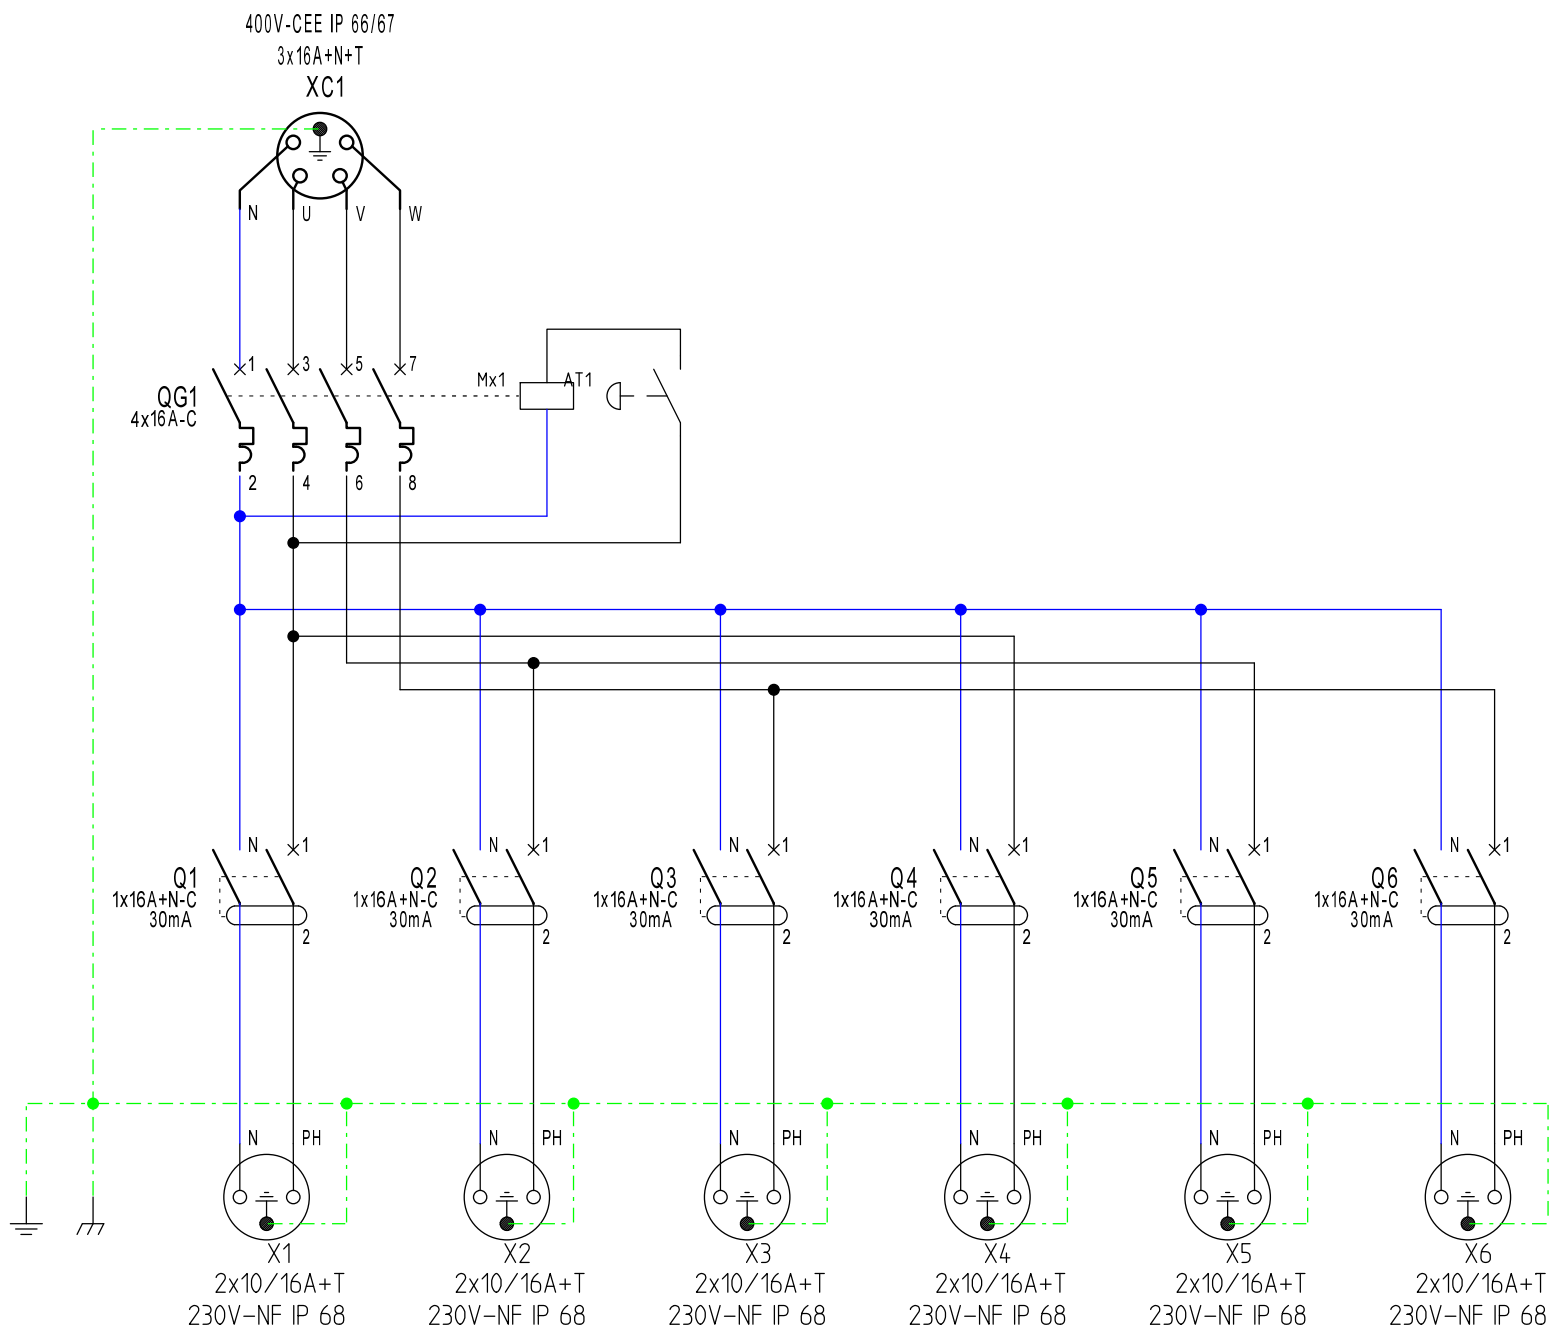 400V-CEE IP 66/67
3x16A+N+T
XC1
N U V W
1 3 5 7
QG1
4x16A-C
Mx1 AT1
2 4 6 8
N 1 N 1 N 1 N 1 N 1 N 1
Q1 Q2 Q3 Q4 Q5 Q6
1x16A+N-C 1x16A+N-C 1x16A+N-C 1x16A+N-C 1x16A+N-C 1x16A+N-C
30mA 30mA 30mA 30mA 30mA 30mA
2 2 2 2 2 2
N PH N PH N PH N PH N PH N PH
X1 X2 X3 X4 X5 X6
2x10/16A+T 2x10/16A+T 2x10/16A+T 2x10/16A+T 2x10/16A+T 2x10/16A+T
230V-NF IP 68 230V-NF IP 68 230V-NF IP 68 230V-NF IP 68 230V-NF IP 68 230V-NF IP 68